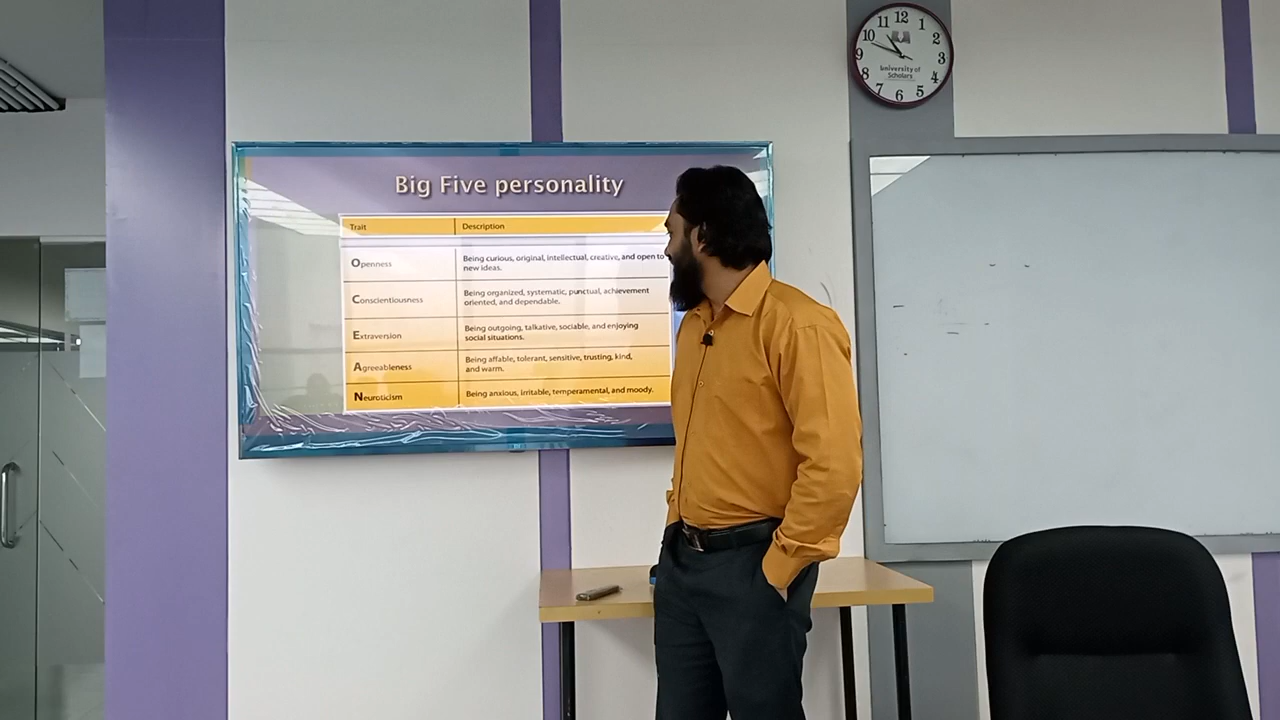 12
11
1
10
2
9
3
8
4
7
5
6
University of
Scholars
Big Five personality
Trait
Description
Openness
Being curious, original, intellectual, creative, and open to
new ideas.
Conscientiousness
Being organized, systematic, punctual, achievement
oriented, and dependable.
Extraversion
Being outgoing, talkative, sociable, and enjoying
social situations.
Agreeableness
Being affable, tolerant, sensitive, trusting, kind,
and warm.
Neuroticism
Being anxious, irritable, temperamental, and moody.